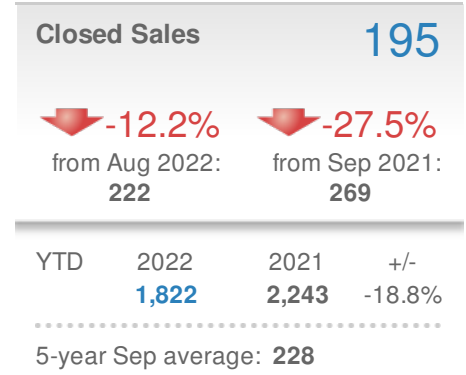 Closed Sales 195
-12.2% -27.5%
from Aug 2022: from Sep 2021:
222 269
YTD 2022 2021 +/-
1,822 2,243 -18.8%
5-year Sep average: 228